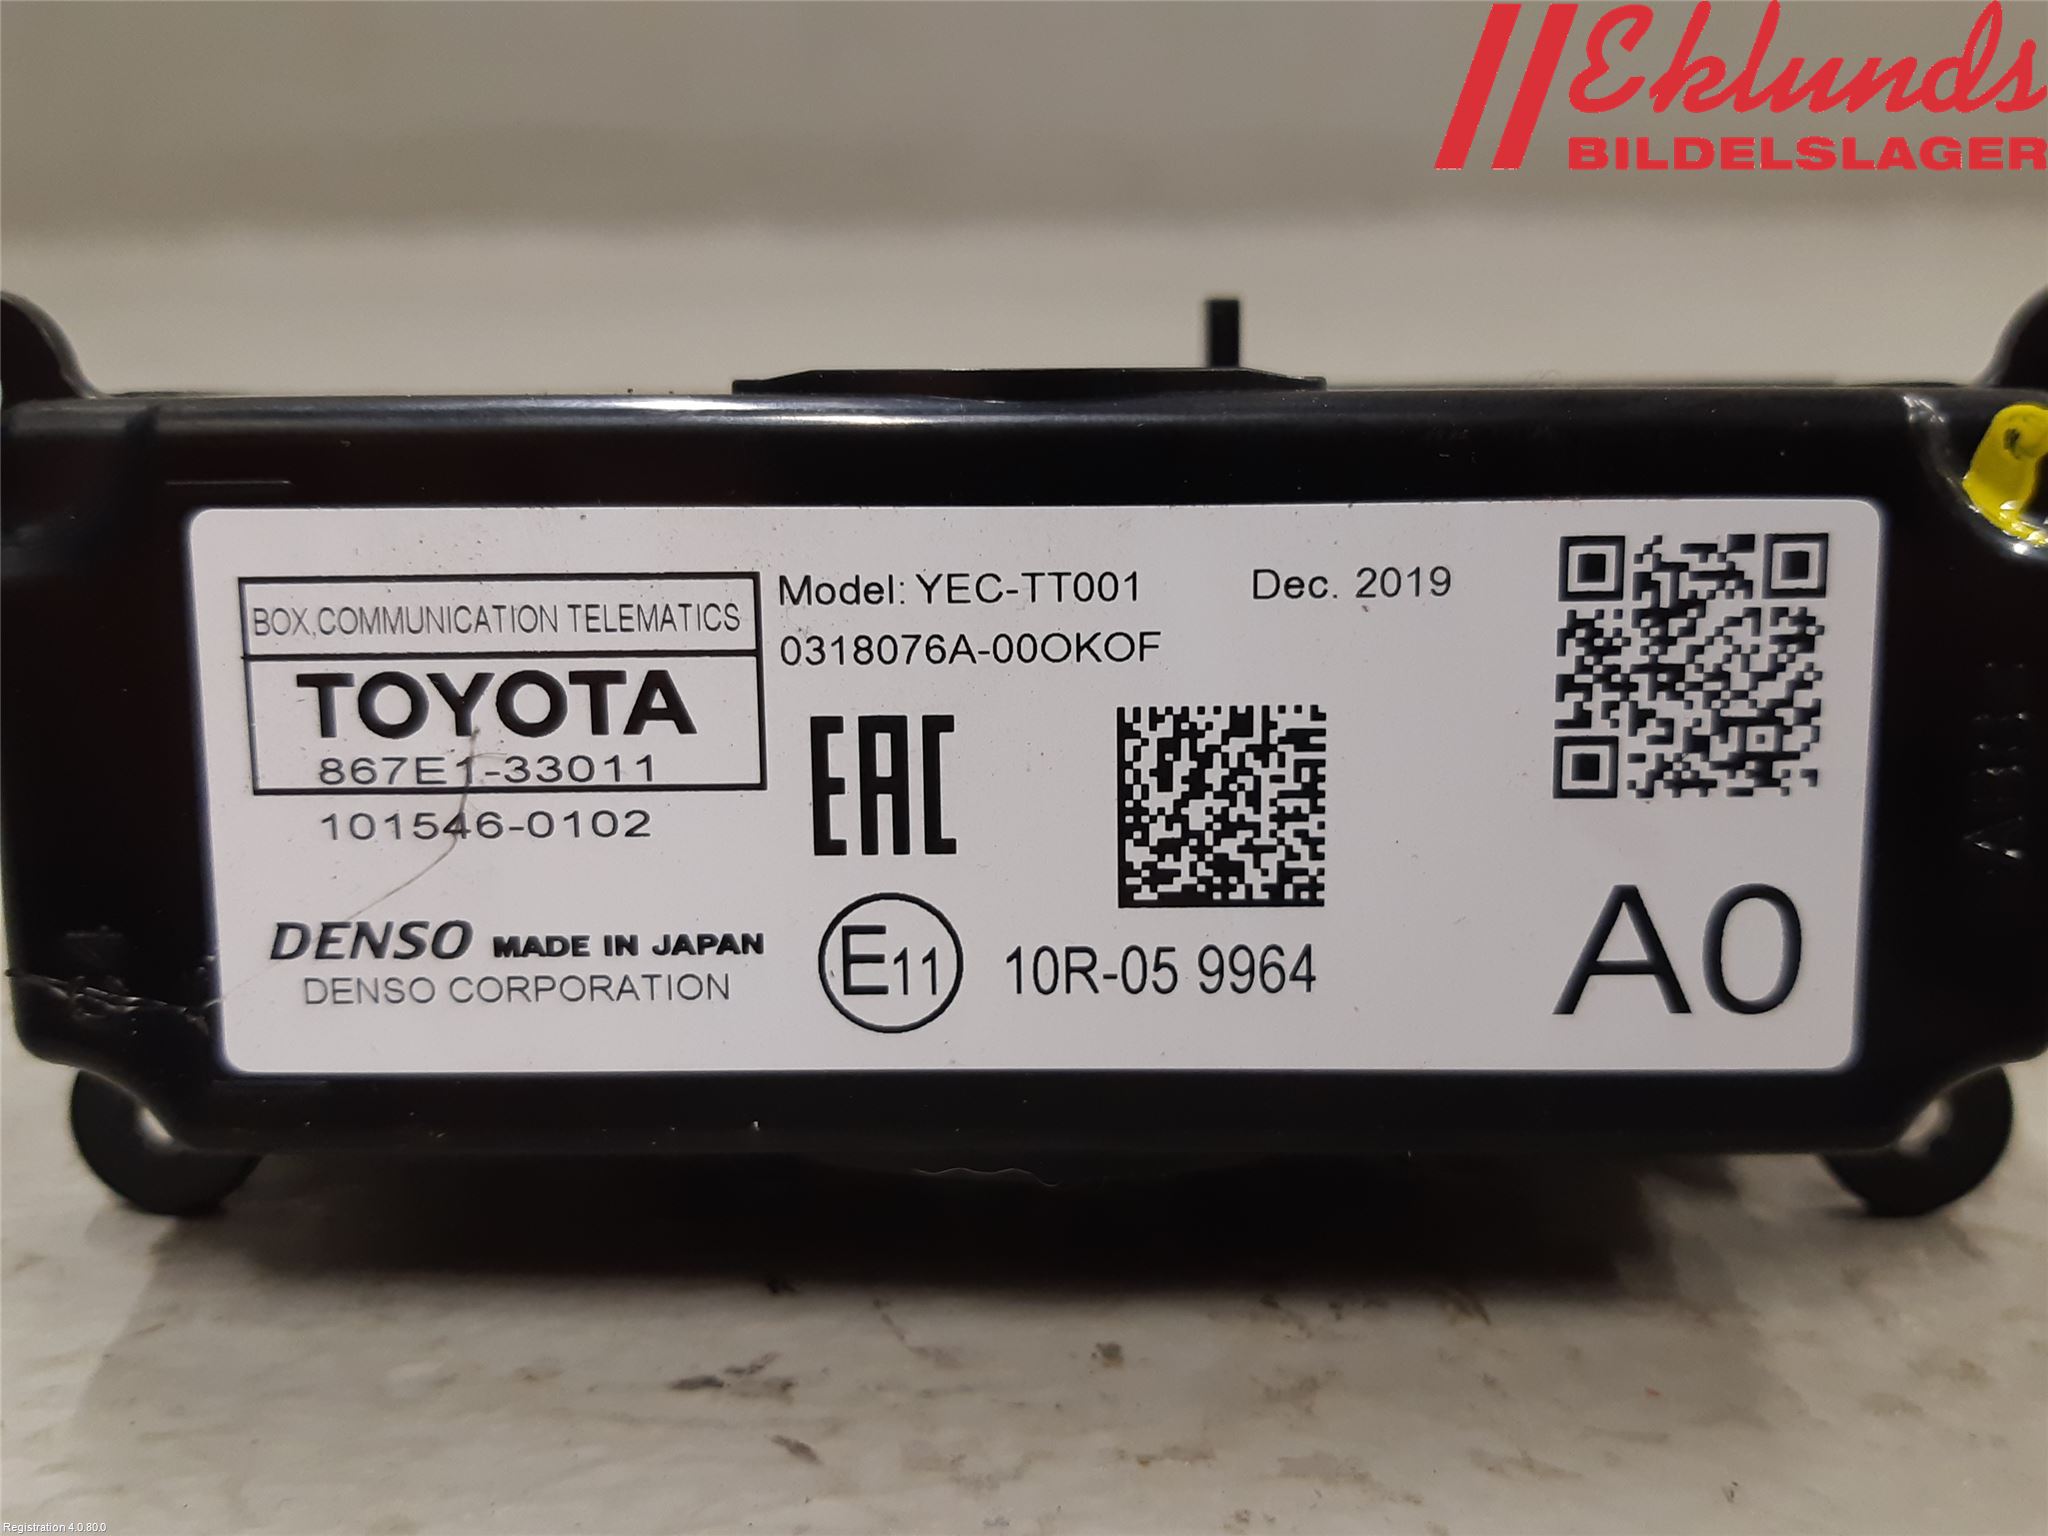 Eklunds
BILDELSLAGER
BOX,COMMUNICATION TELEMATICS
TOYOTA
867E1-33011
101546-0102
Model: YEC-TT001 Dec. 2019
0318076A-00OKOF
EAC
DENSO MADE IN JAPAN
DENSO CORPORATION
E11 10R-05 9964
A0
Registration 4.0.80.0